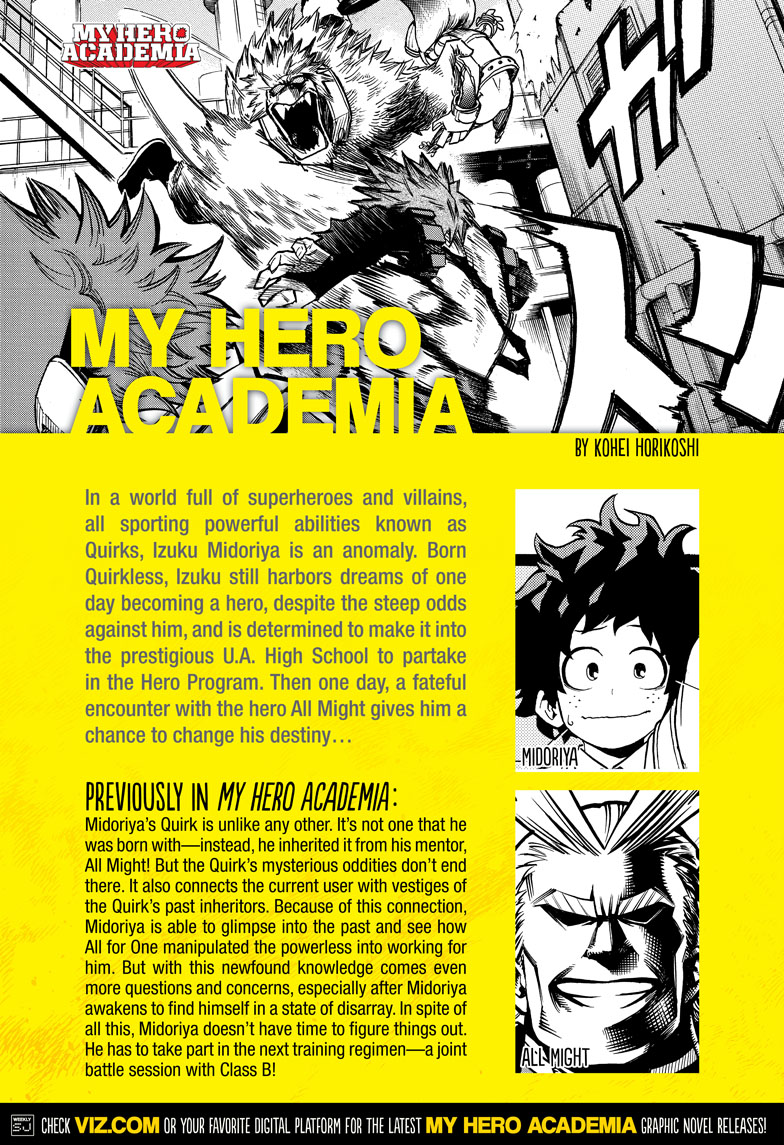 MY HERO
ACADEMIA
MY HERO
ACADEMIA
BY KOHEI HORIKOSHI
In a world full of superheroes and villains,
all sporting powerful abilities known as
Quirks, Izuku Midoriya is an anomaly. Born
Quirkless, Izuku still harbors dreams of one
day becoming a hero, despite the steep odds
against him, and is determined to make it into
the prestigious U.A. High School to partake
in the Hero Program. Then one day, a fateful
encounter with the hero All Might gives him a
chance to change his destiny...
MIDORIYA
PREVIOUSLY IN MY HERO ACADEMIA:
Midoriya's Quirk is unlike any other. It's not one that he
was born with—instead, he inherited it from his mentor,
All Might! But the Quirk's mysterious oddities don't end
there. It also connects the current user with vestiges of
the Quirk's past inheritors. Because of this connection,
Midoriya is able to glimpse into the past and see how
All for One manipulated the powerless into working for
him. But with this newfound knowledge comes even
more questions and concerns, especially after Midoriya
awakens to find himself in a state of disarray. In spite of
all this, Midoriya doesn't have time to figure things out.
He has to take part in the next training regimen—a joint
battle session with Class B!
ALL MIGHT
WEEKLY
SJ
CHECK VIZ.COM OR YOUR FAVORITE DIGITAL PLATFORM FOR THE LATEST MY HERO ACADEMIA GRAPHIC NOVEL RELEASES!